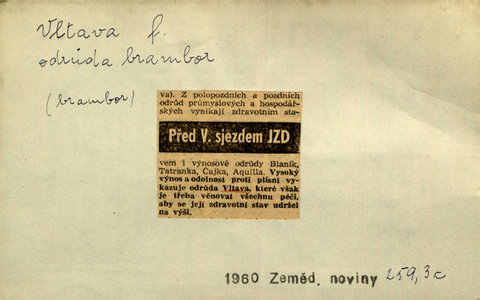 Vltava f.
odrůda brambor
(brambor)
val. Z polopozdních a pozdních
odrůd průmyslových a hospodář-
ských vynikají zdravotním sta-
Před V. sjezdem JZD
vem i výnosově odrůdy Blaník,
Tatranka, Čajka, Aquilla. Vysoký
výnos a odolnost proti plísni vy-
kazuje odrůda Vltava, které však
je třeba věnovat všechnu péči,
aby se její zdravotní stav udržel
na výši.
1960 Zeměd. noviny 259,3c